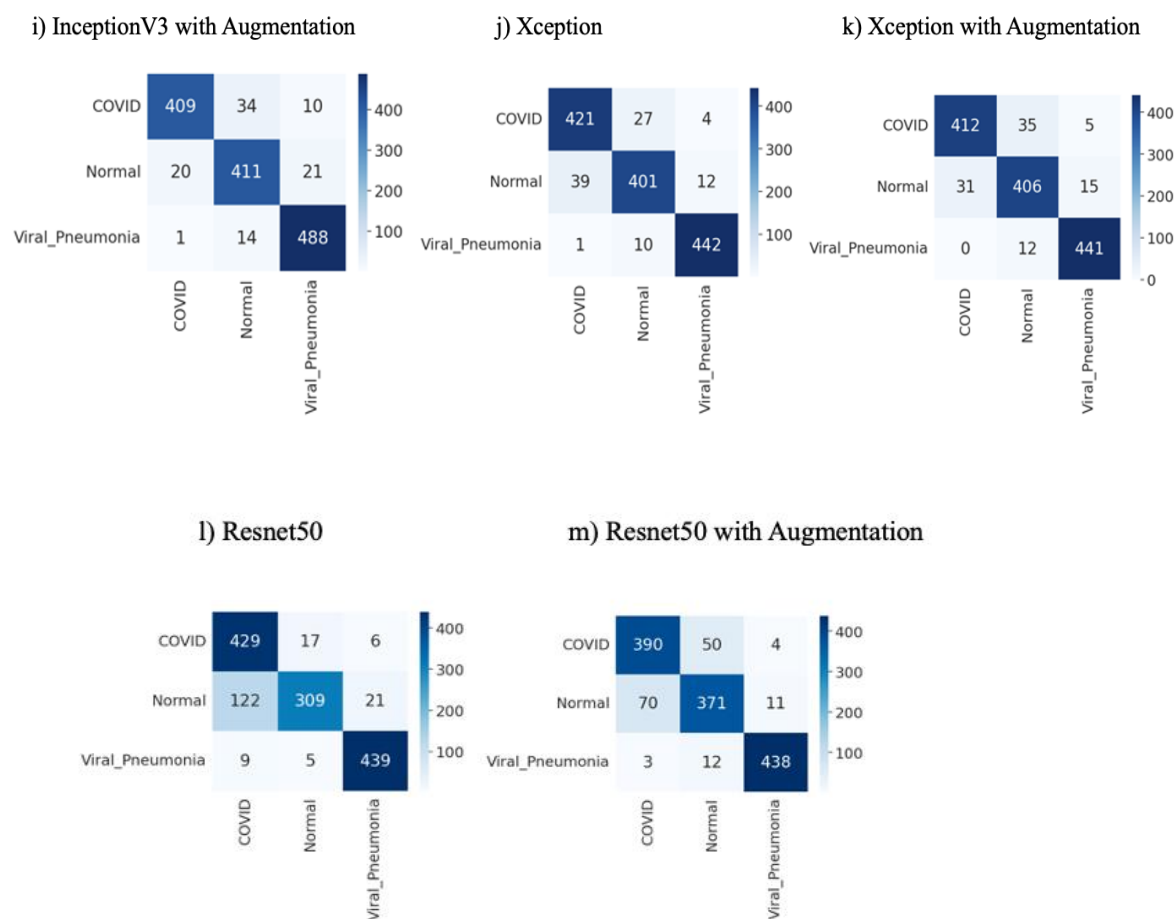 i) InceptionV3 with Augmentation
COVID 409 34 10
Normal 20 411 21
Viral_Pneumonia 1 14 488
COVID Normal Viral_Pneumonia
400
300
200
100
j) Xception
COVID 421 27 4
Normal 39 401 12
Viral_Pneumonia 1 10 442
COVID Normal Viral_Pneumonia
400
300
200
100
k) Xception with Augmentation
COVID 412 35 5
Normal 31 406 15
Viral_Pneumonia 0 12 441
COVID Normal Viral_Pneumonia
400
300
200
100
0
l) Resnet50
COVID 429 17 6
Normal 122 309 21
Viral_Pneumonia 9 5 439
COVID Normal Viral_Pneumonia
400
300
200
100
m) Resnet50 with Augmentation
COVID 390 50 4
Normal 70 371 11
Viral_Pneumonia 3 12 438
COVID Normal Viral_Pneumonia
400
300
200
100